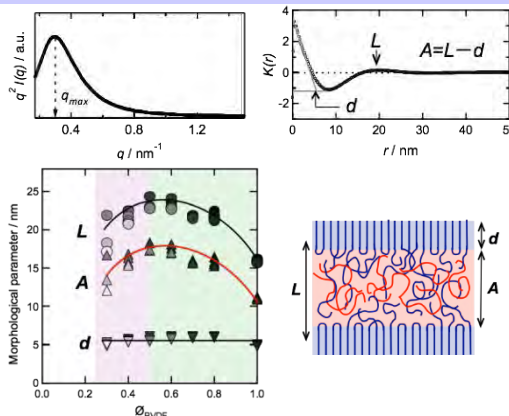 q² I(q) / a.u.
q_max
0.4 0.8 1.2
q / nm⁻¹
K(r)
4
2
0
-2
L
A=L−d
d
0 10 20 30 40 50
r / nm
Morphological parameter / nm
25
20
15
10
5
0
L
A
d
0.0 0.2 0.4 0.6 0.8 1.0
Ø_PVDF
L
d
A